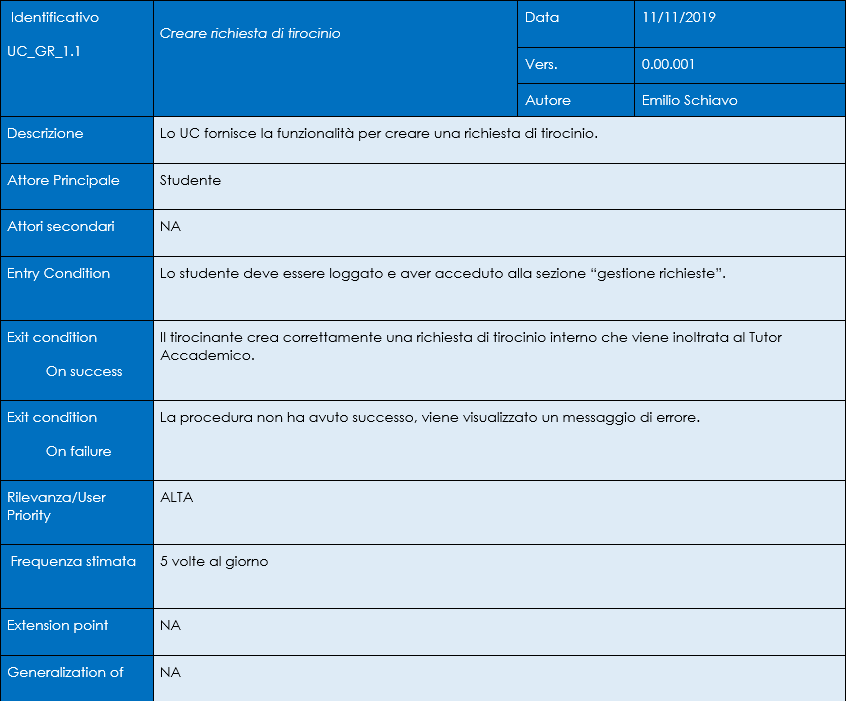 Identificativo
UC_GR_1.1
Creare richiesta di tirocinio
Data
11/11/2019
Vers.
0.00.001
Autore
Emilio Schiavo
Descrizione
Lo UC fornisce la funzionalità per creare una richiesta di tirocinio.
Attore Principale
Studente
Attori secondari
NA
Entry Condition
Lo studente deve essere loggato e aver acceduto alla sezione “gestione richieste”.
Exit condition
On success
Il tirocinante crea correttamente una richiesta di tirocinio interno che viene inoltrata al Tutor
Accademico.
Exit condition
On failure
La procedura non ha avuto successo, viene visualizzato un messaggio di errore.
Rilevanza/User
Priority
ALTA
Frequenza stimata
5 volte al giorno
Extension point
NA
Generalization of
NA